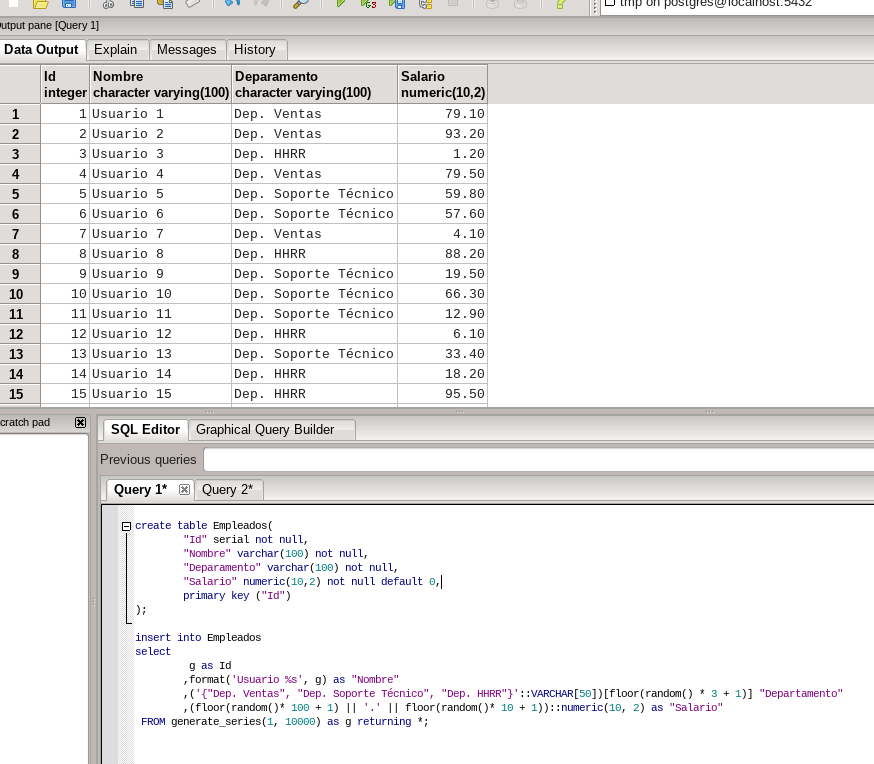 tmp on postgres@localhost:5432
utput pane [Query 1]
Data Output Explain Messages History
Id Nombre Deparamento Salario
integer character varying(100) character varying(100) numeric(10,2)
1 1 Usuario 1 Dep. Ventas 79.10
2 2 Usuario 2 Dep. Ventas 93.20
3 3 Usuario 3 Dep. HHRR 1.20
4 4 Usuario 4 Dep. Ventas 79.50
5 5 Usuario 5 Dep. Soporte Técnico 59.80
6 6 Usuario 6 Dep. Soporte Técnico 57.60
7 7 Usuario 7 Dep. Ventas 4.10
8 8 Usuario 8 Dep. HHRR 88.20
9 9 Usuario 9 Dep. Soporte Técnico 19.50
10 10 Usuario 10 Dep. Soporte Técnico 66.30
11 11 Usuario 11 Dep. Soporte Técnico 12.90
12 12 Usuario 12 Dep. HHRR 6.10
13 13 Usuario 13 Dep. Soporte Técnico 33.40
14 14 Usuario 14 Dep. HHRR 18.20
15 15 Usuario 15 Dep. HHRR 95.50
cratch pad
SQL Editor Graphical Query Builder
Previous queries
Query 1* Query 2*
create table Empleados(
"Id" serial not null,
"Nombre" varchar(100) not null,
"Deparamento" varchar(100) not null,
"Salario" numeric(10,2) not null default 0,
primary key ("Id")
);
insert into Empleados
select
g as Id
,format('Usuario %s', g) as "Nombre"
,('{"Dep. Ventas", "Dep. Soporte Técnico", "Dep. HHRR"}'::VARCHAR[50])[floor(random() * 3 + 1)] "Departamento"
,(floor(random()* 100 + 1) || '.' || floor(random()* 10 + 1))::numeric(10, 2) as "Salario"
FROM generate_series(1, 10000) as g returning *;